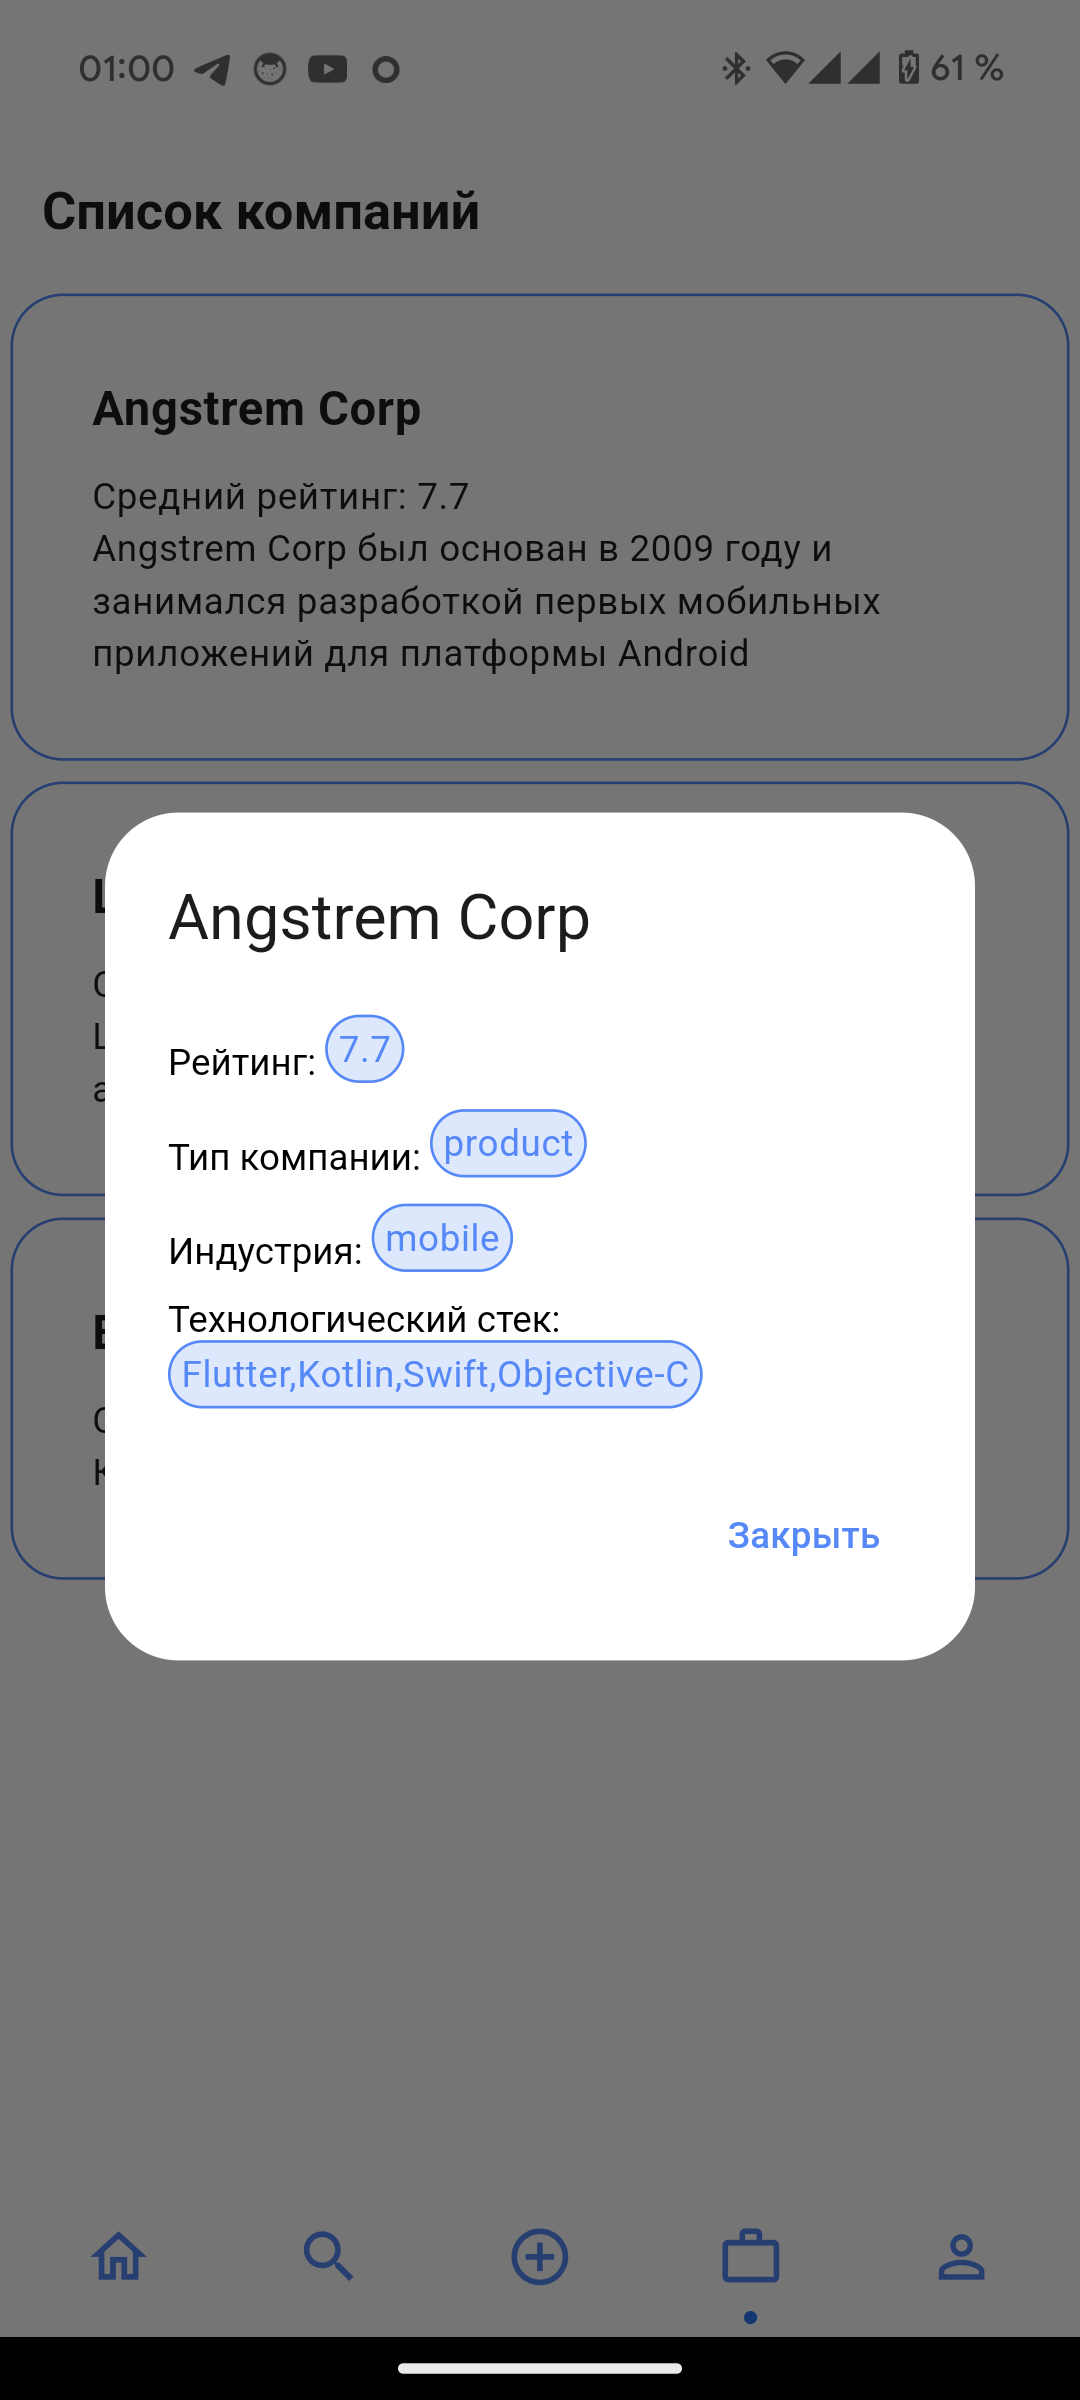 01:00
61 %
Список компаний
Angstrem Corp
Средний рейтинг: 7.7
Angstrem Corp был основан в 2009 году и
занимался разработкой первых мобильных
приложений для платформы Android
Angstrem Corp
Рейтинг: 7.7
Тип компании: product
Индустрия: mobile
Технологический стек:
Flutter,Kotlin,Swift,Objective-C
Закрыть